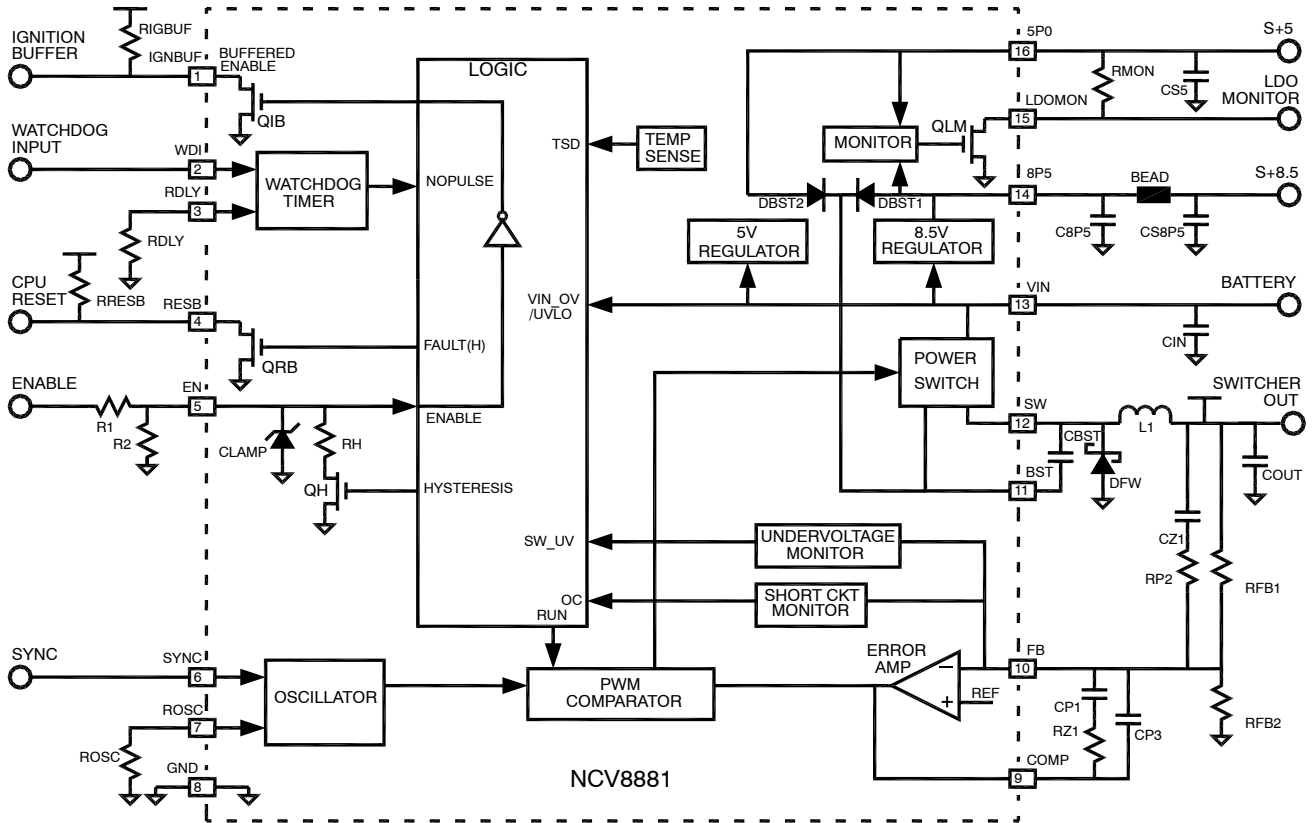 IGNITION
BUFFER
RIGBUF
IGNBUF
1
BUFFERED
ENABLE
QIB
WATCHDOG
INPUT
WDI
2
RDLY
3
RDLY
WATCHDOG
TIMER
CPU
RESET
RRESB
RESB
4
QRB
ENABLE
R1
R2
EN
5
CLAMP
RH
QH
LOGIC
TSD
NOPULSE
VIN_OV
/UVLO
FAULT(H)
ENABLE
HYSTERESIS
SW_UV
OC
RUN
TEMP
SENSE
MONITOR
QLM
DBST2
DBST1
5V
REGULATOR
8.5V
REGULATOR
POWER
SWITCH
UNDERVOLTAGE
MONITOR
SHORT CKT
MONITOR
ERROR
AMP
−
+
REF
PWM
COMPARATOR
SYNC
SYNC
6
ROSC
7
ROSC
OSCILLATOR
GND
8
NCV8881
5P0
16
S+5
RMON
CS5
LDO
MONITOR
LDOMON
15
8P5
14
BEAD
S+8.5
C8P5
CS8P5
VIN
13
BATTERY
CIN
SW
12
SWITCHER
OUT
CBST
L1
BST
11
DFW
COUT
CZ1
RP2
RFB1
FB
10
CP1
RZ1
CP3
RFB2
COMP
9